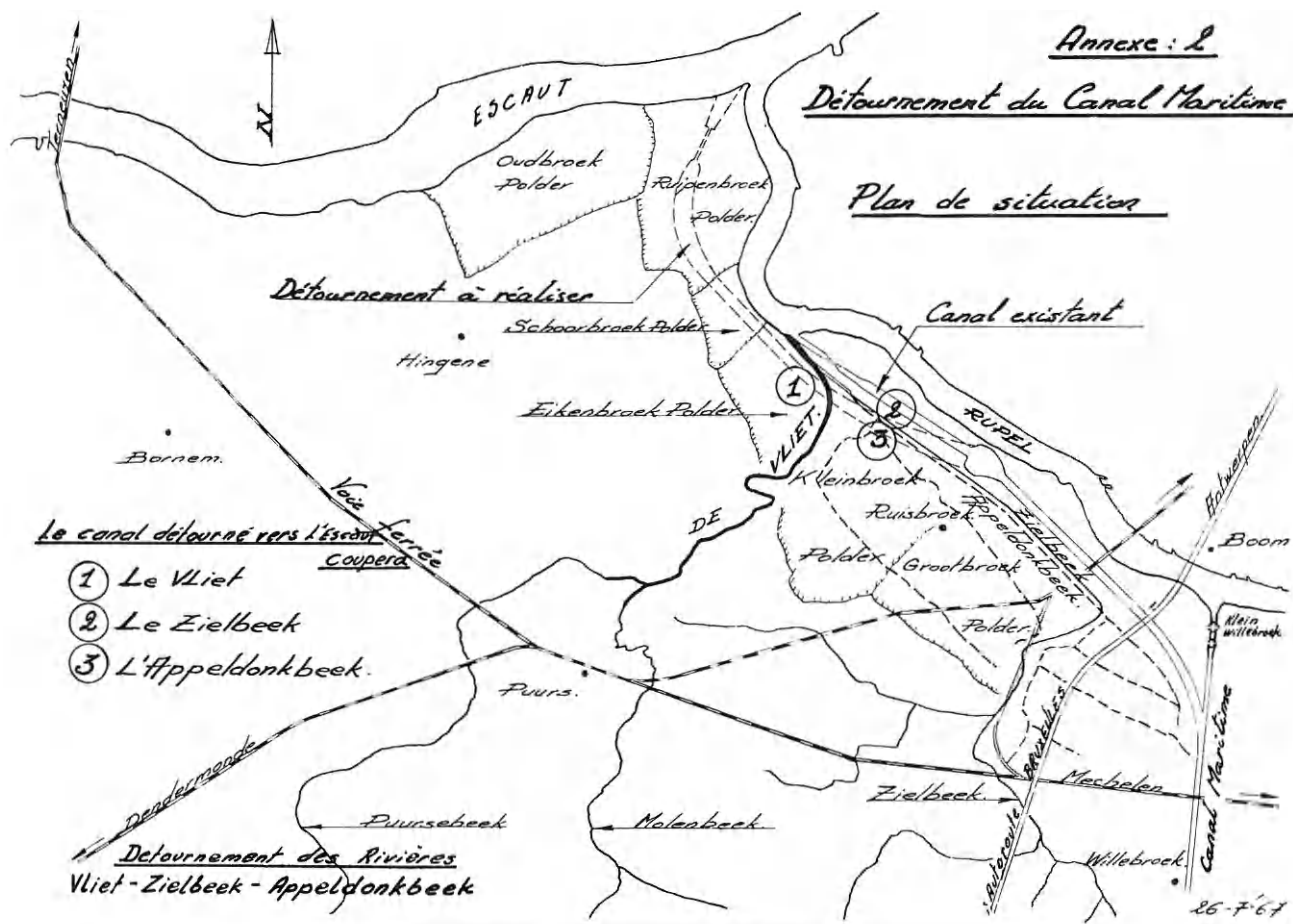 Annexe : 2
Détournement du Canal Maritime
Plan de situation
N
ESCAUT
Terneuzen
Oudbroek
Polder
Ruipenbroek
Polder.
Détournement à réaliser
Schoorbroek Polder
Canal existant
Hingene
Eikenbroek Polder
1
2
3
RUPEL
Antwerpen
Bornem.
DE VLIET.
Kleinbroek
Polder
Ruisbroek.
Grootbroek
Polder.
Zielbeek
Appeldonkbeek.
Boom
Klein
Willebroek
Voie ferrée
Le canal détourné vers l'Escaut
coupera
1 Le Vliet
2 Le Zielbeek
3 L'Appeldonkbeek.
Puurs.
Dendermonde
Puursebeek
Molenbeek.
Zielbeek
Mechelen
Autoroute
BRUXELLES
Canal Maritime
Willebroek.
Detournement des Rivières
Vliet - Zielbeek - Appeldonkbeek
26-7-'67